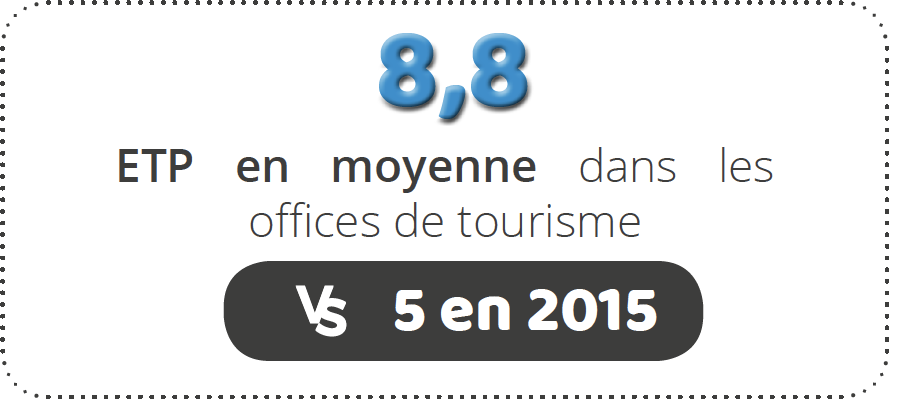 8,8
ETP en moyenne dans les
offices de tourisme
VS 5 en 2015